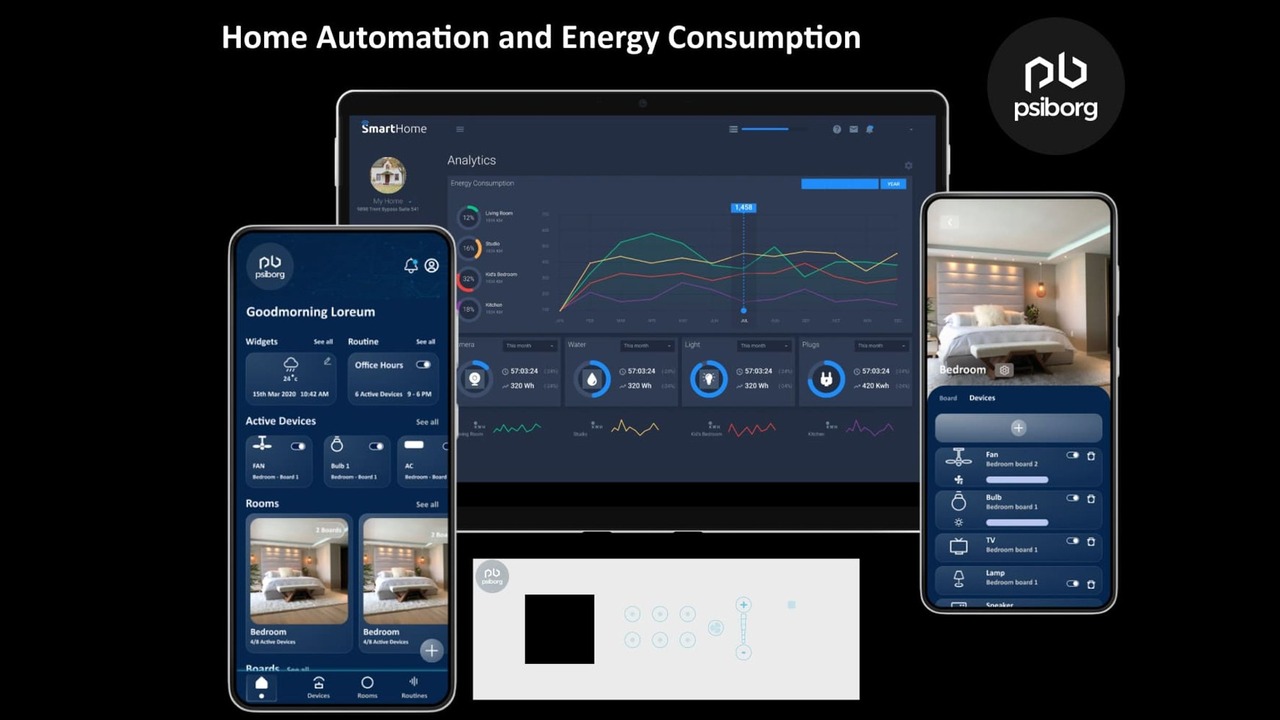 Home Automation and Energy Consumption
pb
psiborg
SmartHome
My Home
Analytics
Energy Consumption
YEAR
1,458
12%
Living Room
16%
Studio
32%
Kid's Bedroom
18%
Kitchen
JUL
This month
Water
This month
Light
This month
Plugs
This month
57:03:24
320 Wh
57:03:24
320 Wh
57:03:24
320 Wh
57:03:24
420 Kwh
Studio
Kid's Bedroom
Kitchen
pb
psiborg
Goodmorning Loreum
Widgets
See all
Routine
See all
24°c
15th Mar 2020 10:42 AM
Office Hours
6 Active Devices 9 - 6 PM
Active Devices
See all
FAN
Bedroom - Board 1
Bulb 1
Bedroom - Board 1
AC
Bedroom - Board
Rooms
See all
2 Boards
Bedroom
4/8 Active Devices
Bedroom
4/8 Active Devices
Boards
See all
Devices
Rooms
Routines
Bedroom
Board
Devices
Fan
Bedroom board 2
Bulb
Bedroom board 1
TV
Bedroom board 1
Lamp
Bedroom board 1
Speaker
pb
psiborg